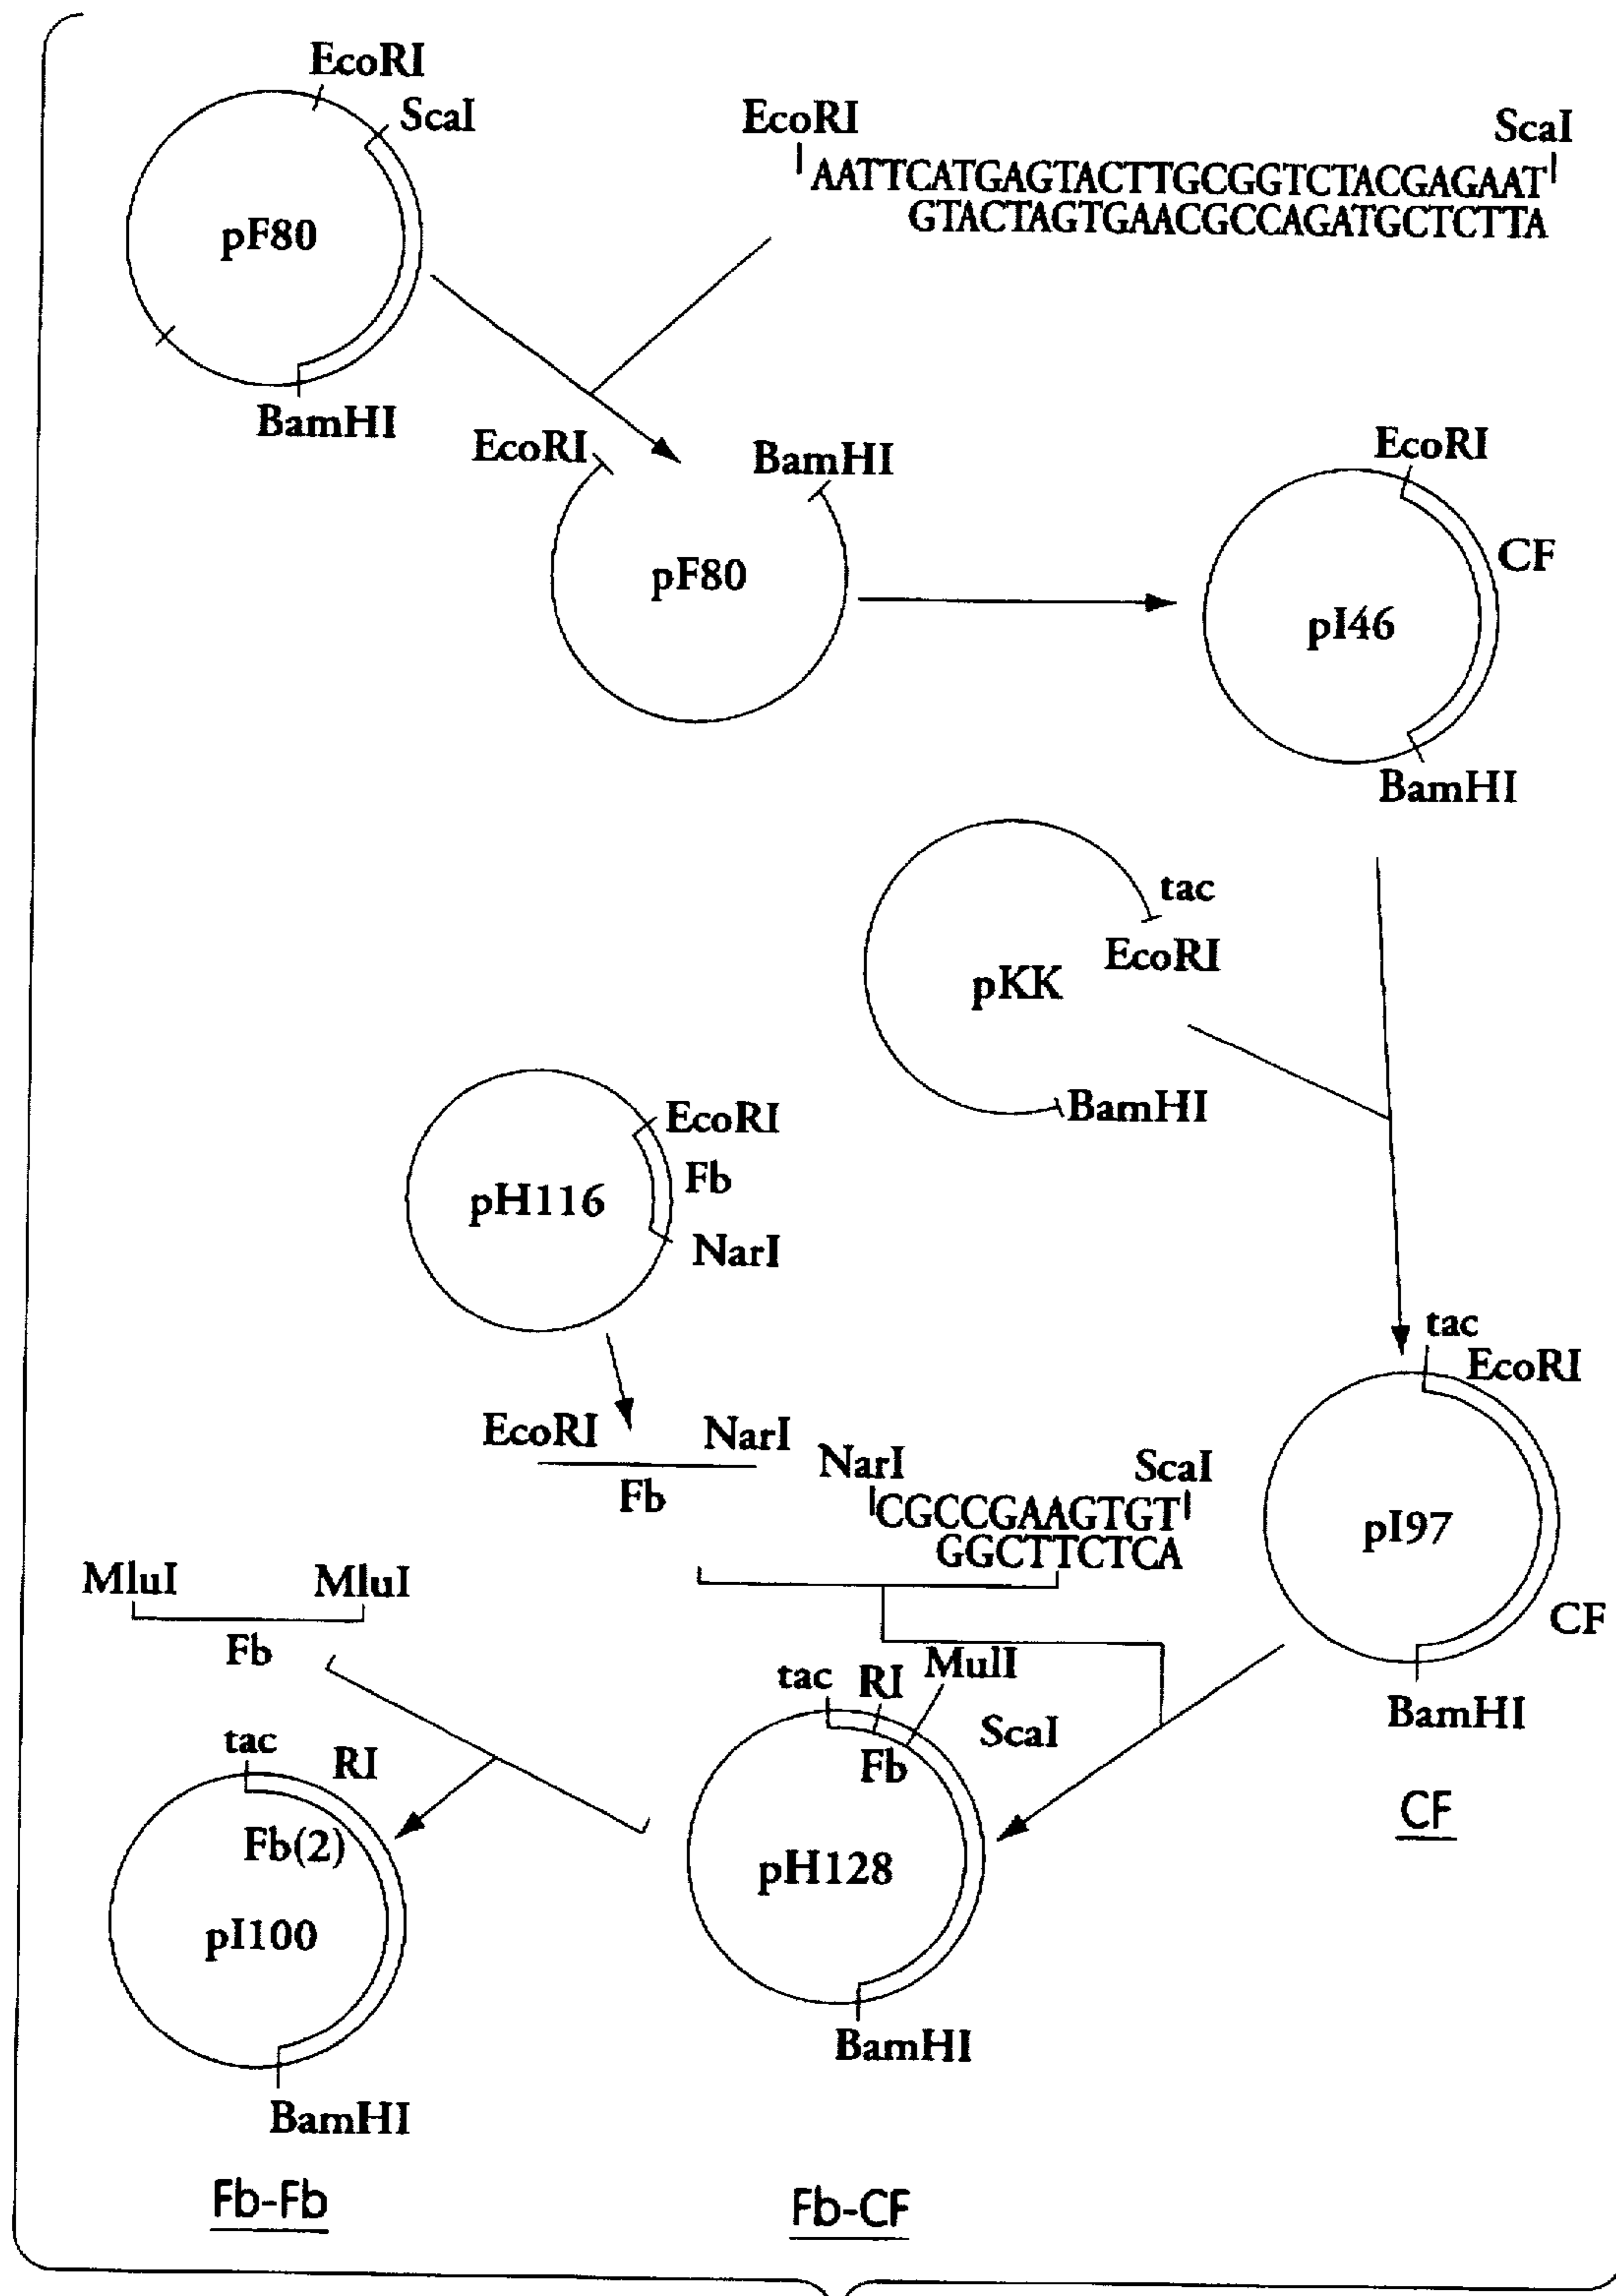 EcoRI
ScaI
pF80
BamHI
EcoRI
ScaI
AATTCATGAGTACTTGCGGTCTACGAGAAT
GTACTAGTGAACGCCAGATGCTCTTA
EcoRI
BamHI
pF80
EcoRI
CF
pI46
BamHI
tac
EcoRI
pKK
BamHI
EcoRI
Fb
pH116
NarI
EcoRI
NarI
Fb
NarI
ScaI
CGCCGAAGTGT
GGCTTCTCA
tac
EcoRI
pI97
CF
BamHI
CF
MluI
MluI
Fb
tac
RI
MulI
ScaI
Fb
pH128
BamHI
Fb-CF
tac
RI
Fb(2)
pI100
BamHI
Fb-Fb